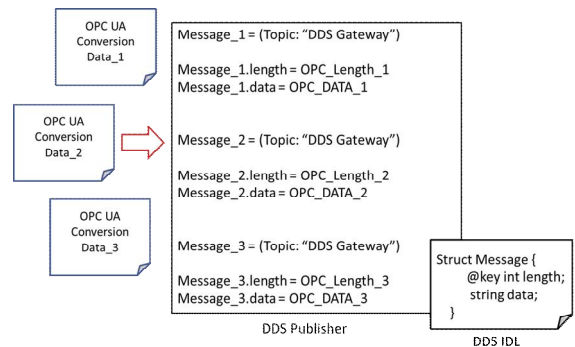 OPC UA
Conversion
Data_1
OPC UA
Conversion
Data_2
OPC UA
Conversion
Data_3
Message_1 = (Topic: “DDS Gateway”)
Message_1.length = OPC_Length_1
Message_1.data = OPC_DATA_1
Message_2 = (Topic: “DDS Gateway”)
Message_2.length = OPC_Length_2
Message_2.data = OPC_DATA_2
Message_3 = (Topic: “DDS Gateway”)
Message_3.length = OPC_Length_3
Message_3.data = OPC_DATA_3
DDS Publisher
Struct Message {
@key int length;
string data;
}
DDS IDL